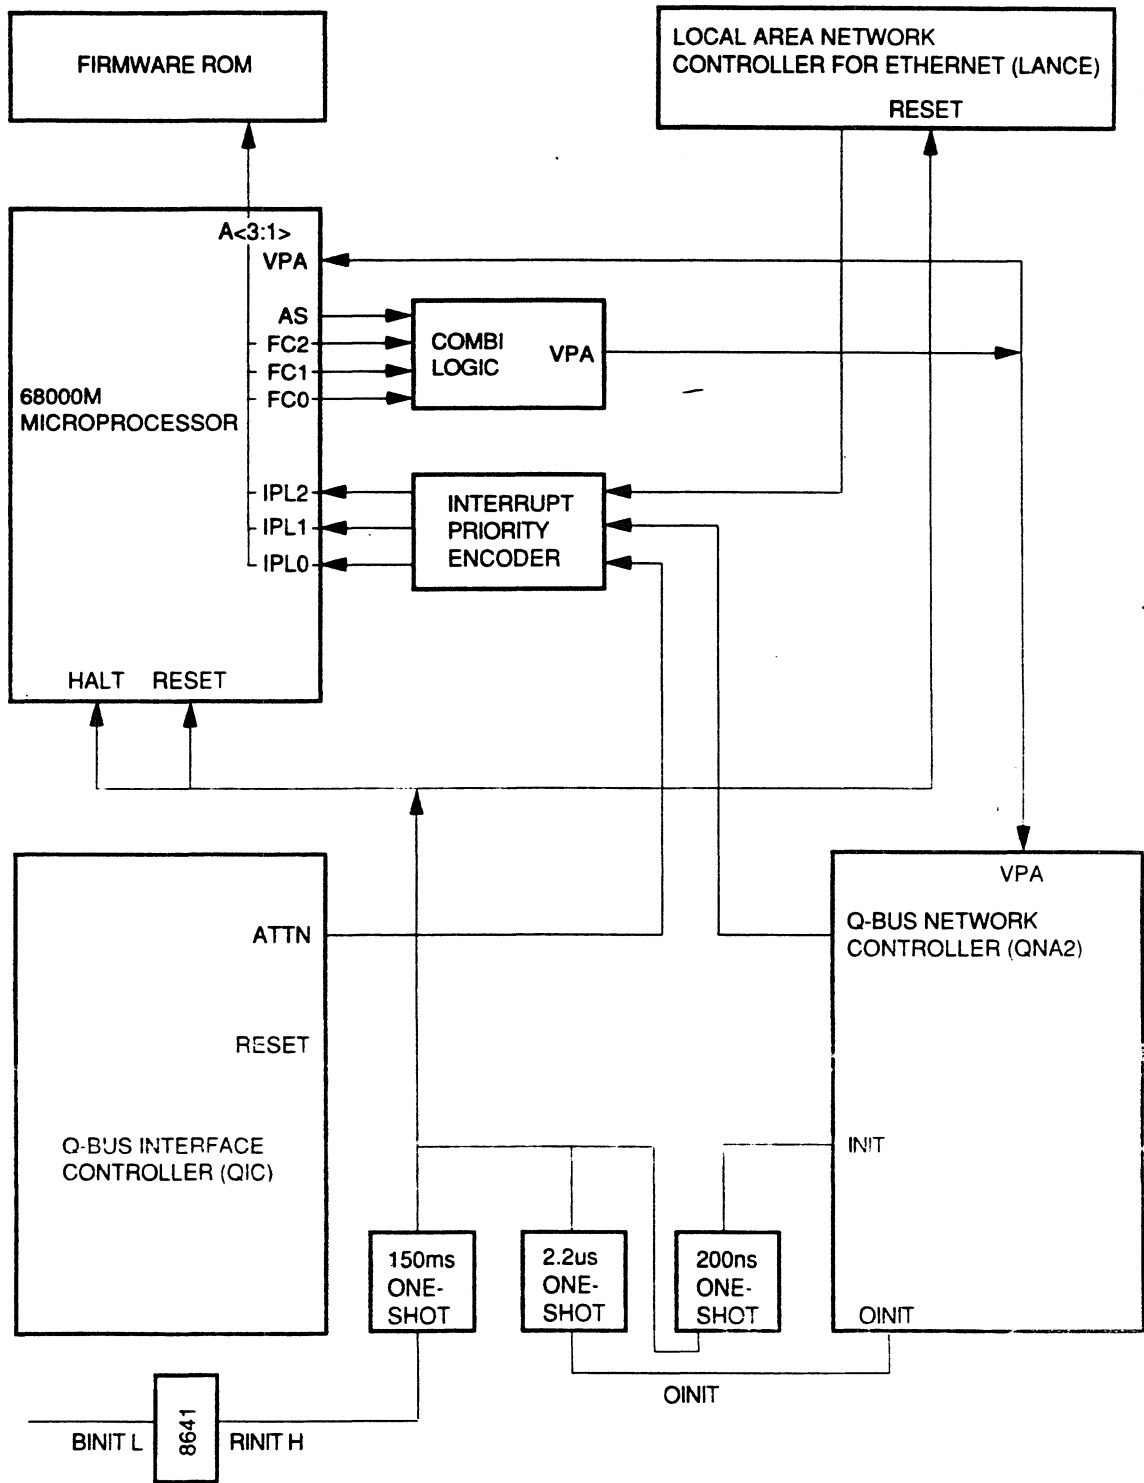 FIRMWARE ROM
LOCAL AREA NETWORK
CONTROLLER FOR ETHERNET (LANCE)
RESET
A<3:1>
VPA
AS
FC2
FC1
FC0
68000M
MICROPROCESSOR
COMBI
LOGIC
VPA
IPL2
IPL1
IPL0
INTERRUPT
PRIORITY
ENCODER
HALT
RESET
ATTN
RESET
Q-BUS INTERFACE
CONTROLLER (QIC)
VPA
Q-BUS NETWORK
CONTROLLER (QNA2)
INIT
OINIT
150ms
ONE-
SHOT
2.2us
ONE-
SHOT
200ns
ONE-
SHOT
OINIT
BINIT L
8641
RINIT H